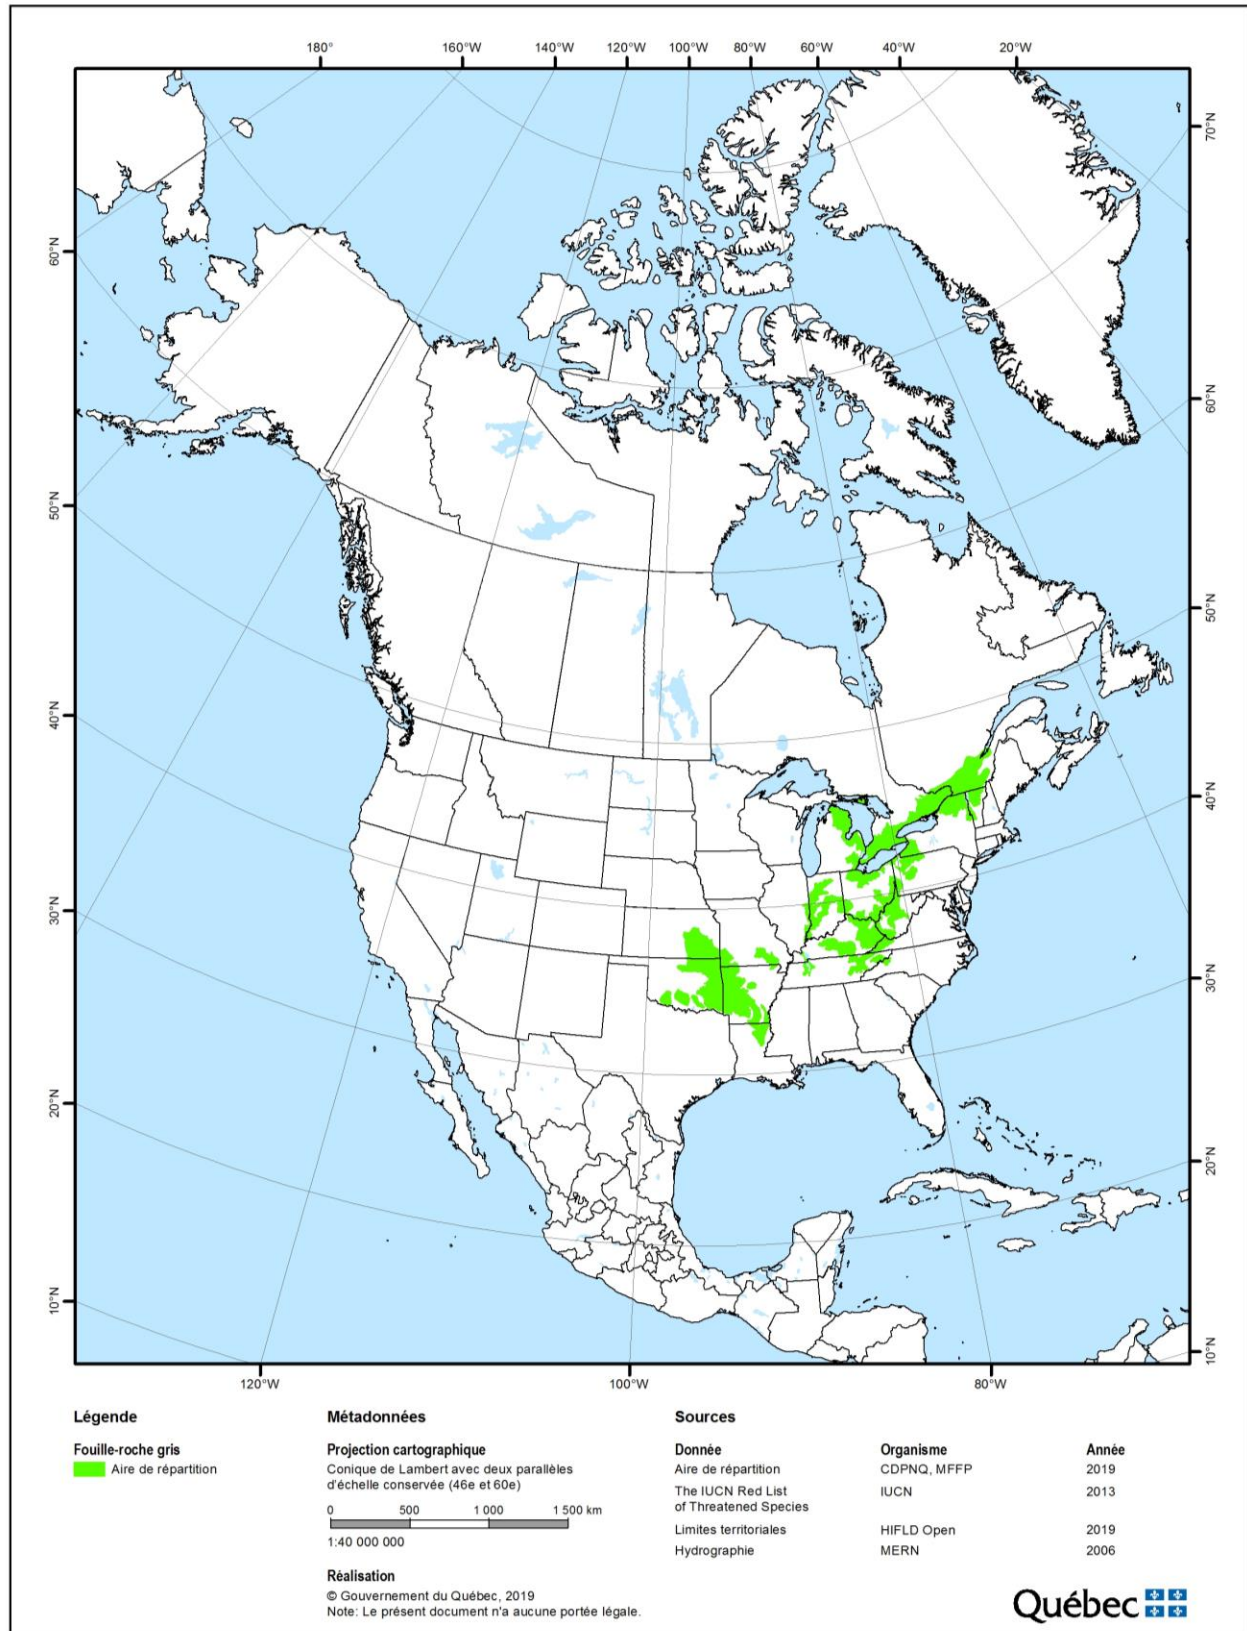 180° 160°W 140°W 120°W 100°W 80°W 60°W 40°W 20°W
70°N
60°N
60°N
50°N
50°N
40°N
40°N
30°N
30°N
20°N
20°N
10°N
10°N
120°W 100°W 80°W
Légende
Fouille-roche gris
Aire de répartition
Métadonnées
Projection cartographique
Conique de Lambert avec deux parallèles
d'échelle conservée (46e et 60e)
0 500 1 000 1 500 km
1:40 000 000
Réalisation
© Gouvernement du Québec, 2019
Note: Le présent document n'a aucune portée légale.
Sources
Donnée Organisme Année
Aire de répartition CDPNQ, MFFP 2019
The IUCN Red List IUCN 2013
of Threatened Species
Limites territoriales HIFLD Open 2019
Hydrographie MERN 2006
Québec